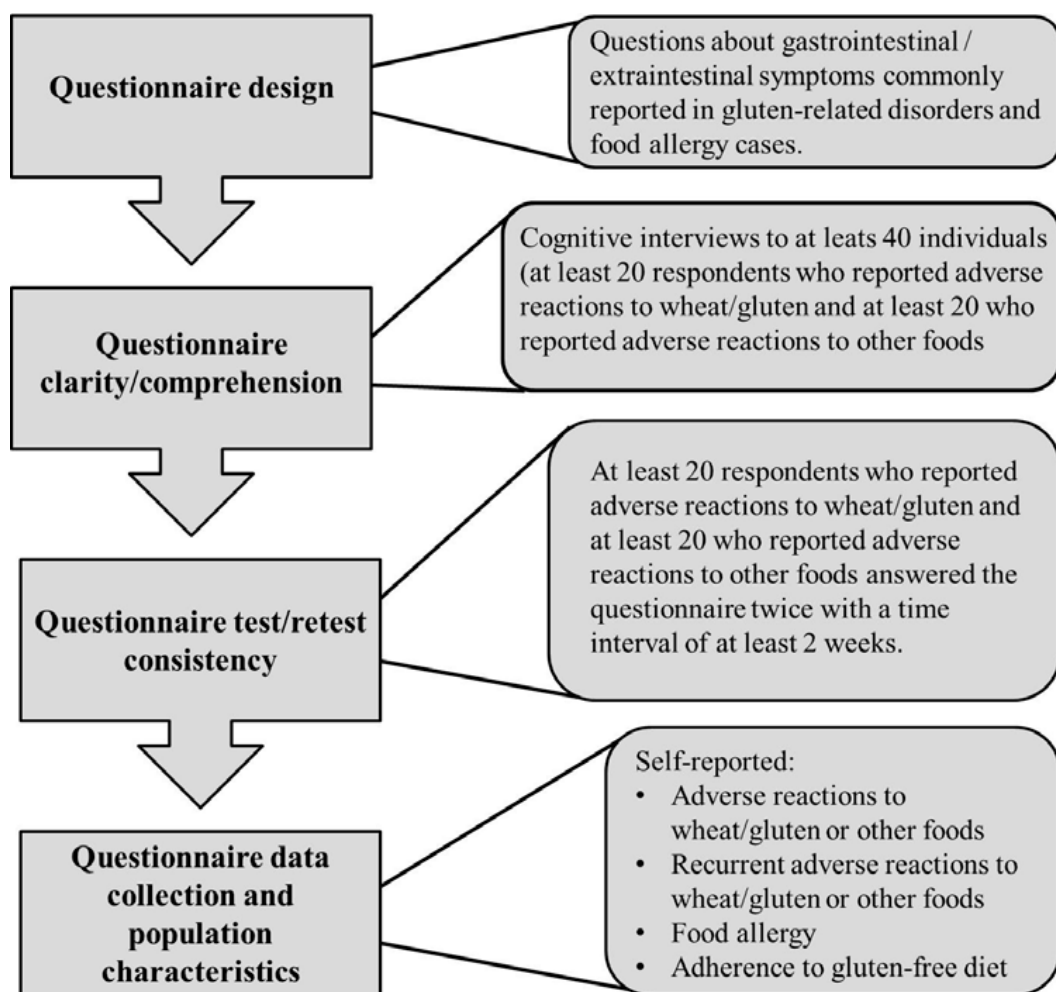 Questionnaire design
Questions about gastrointestinal /
extraintestinal symptoms commonly
reported in gluten-related disorders and
food allergy cases.
Questionnaire
clarity/comprehension
Cognitive interviews to at leats 40 individuals
(at least 20 respondents who reported adverse
reactions to wheat/gluten and at least 20 who
reported adverse reactions to other foods
Questionnaire test/retest
consistency
At least 20 respondents who reported
adverse reactions to wheat/gluten and
at least 20 who reported adverse
reactions to other foods answered the
questionnaire twice with a time
interval of at least 2 weeks.
Questionnaire data
collection and
population
characteristics
Self-reported:
• Adverse reactions to
wheat/gluten or other foods
• Recurrent adverse reactions to
wheat/gluten or other foods
• Food allergy
• Adherence to gluten-free diet